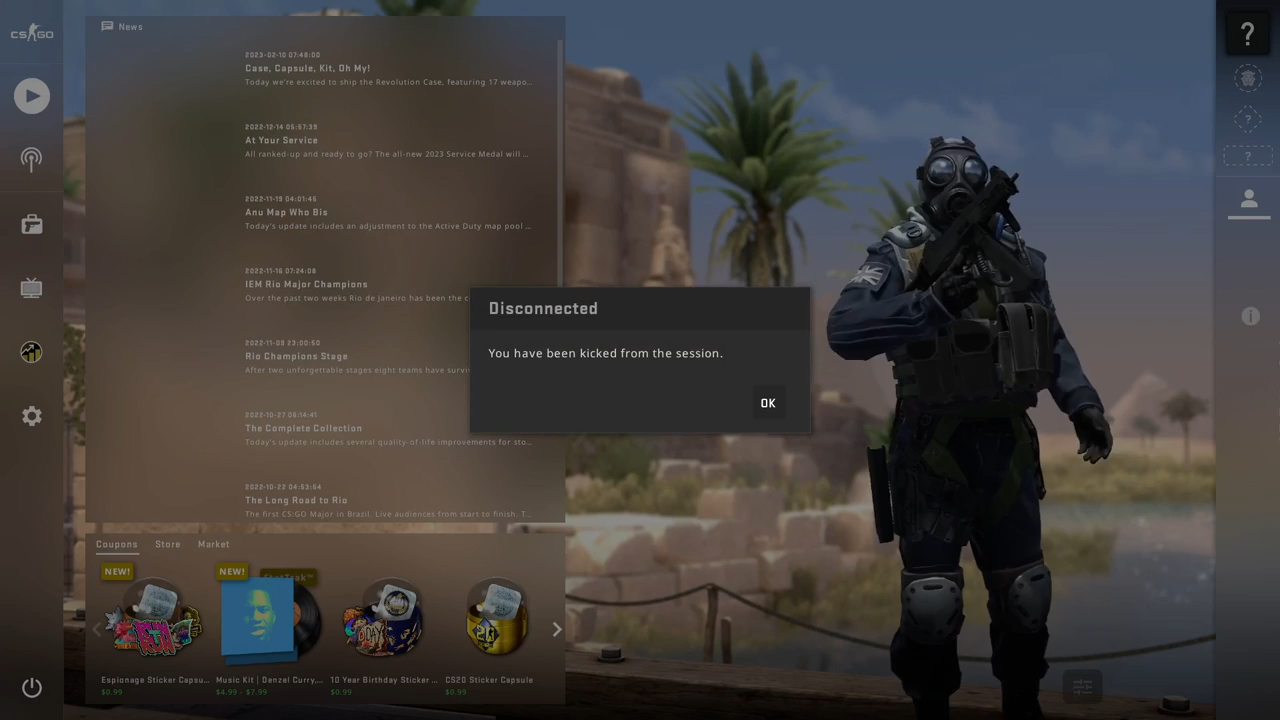 CS GO
News
2023-02-10 07:48:00
Case, Capsule, Kit, Oh My!
Today we're excited to ship the Revolution Case, featuring 17 weapo...
2022-12-14 05:57:39
At Your Service
All ranked-up and ready to go? The all-new 2023 Service Medal will ...
2022-11-19 04:01:45
Anu Map Who Bis
Today's update includes an adjustment to the Active Duty map pool ...
2022-11-16 07:24:08
IEM Rio Major Champions
Over the past two weeks Rio de Janeiro has been the c
2022-11-09 23:00:50
Rio Champions Stage
After two unforgettable stages eight teams have survi
2022-10-27 08:14:41
The Complete Collection
Today's update includes several quality-of-life improvements for sto...
2022-10-22 04:53:54
The Long Road to Rio
The first CS:GO Major in Brazil. Live audiences from start to finish. T...
Disconnected
You have been kicked from the session.
OK
Coupons Store Market
NEW! NEW!
Espionage Sticker Capsu... Music Kit | Denzel Curry,... 10 Year Birthday Sticker ... CS20 Sticker Capsule
$0.99 $4.99 - $7.99 $0.99 $0.99
?
?
?